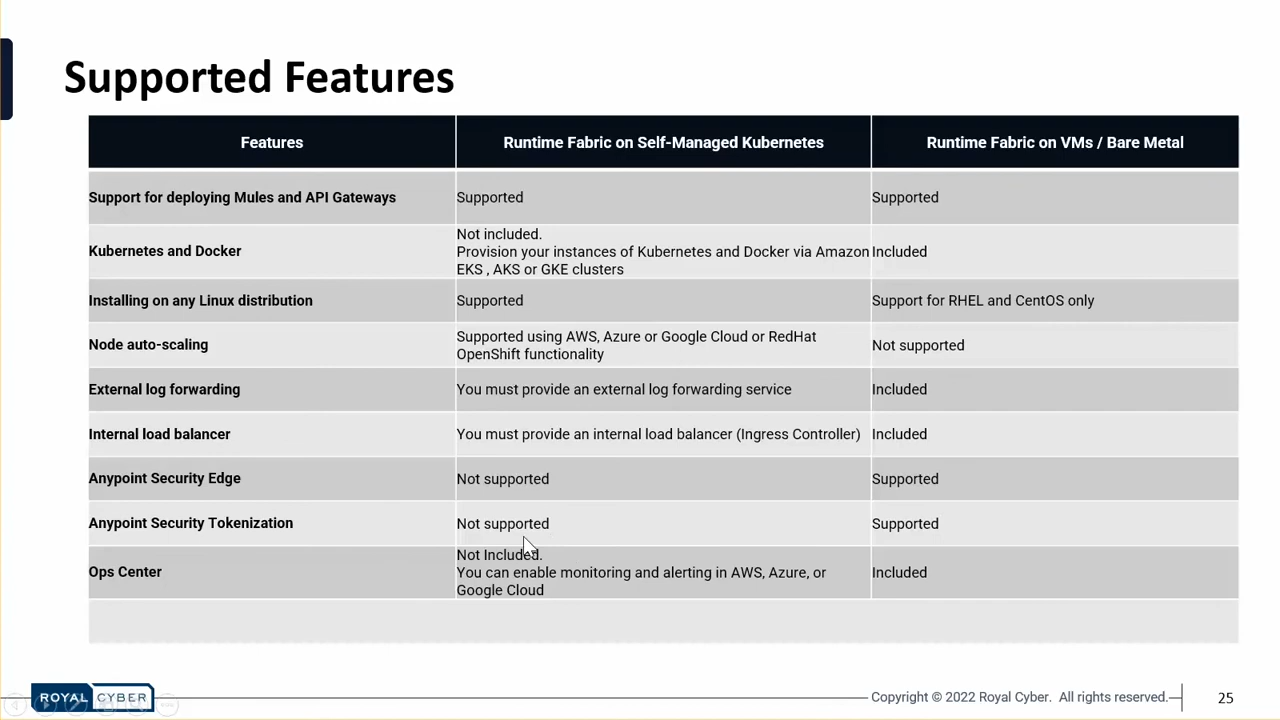 Supported Features
Features
Runtime Fabric on Self-Managed Kubernetes
Runtime Fabric on VMs / Bare Metal
Support for deploying Mules and API Gateways
Supported
Supported
Kubernetes and Docker
Not included.
Provision your instances of Kubernetes and Docker via Amazon
EKS , AKS or GKE clusters
Included
Installing on any Linux distribution
Supported
Support for RHEL and CentOS only
Node auto-scaling
Supported using AWS, Azure or Google Cloud or RedHat
OpenShift functionality
Not supported
External log forwarding
You must provide an external log forwarding service
Included
Internal load balancer
You must provide an internal load balancer (Ingress Controller)
Included
Anypoint Security Edge
Not supported
Supported
Anypoint Security Tokenization
Not supported
Supported
Ops Center
Not Included.
You can enable monitoring and alerting in AWS, Azure, or
Google Cloud
Included
ROYAL CYBER
Copyright © 2022 Royal Cyber. All rights reserved.
25